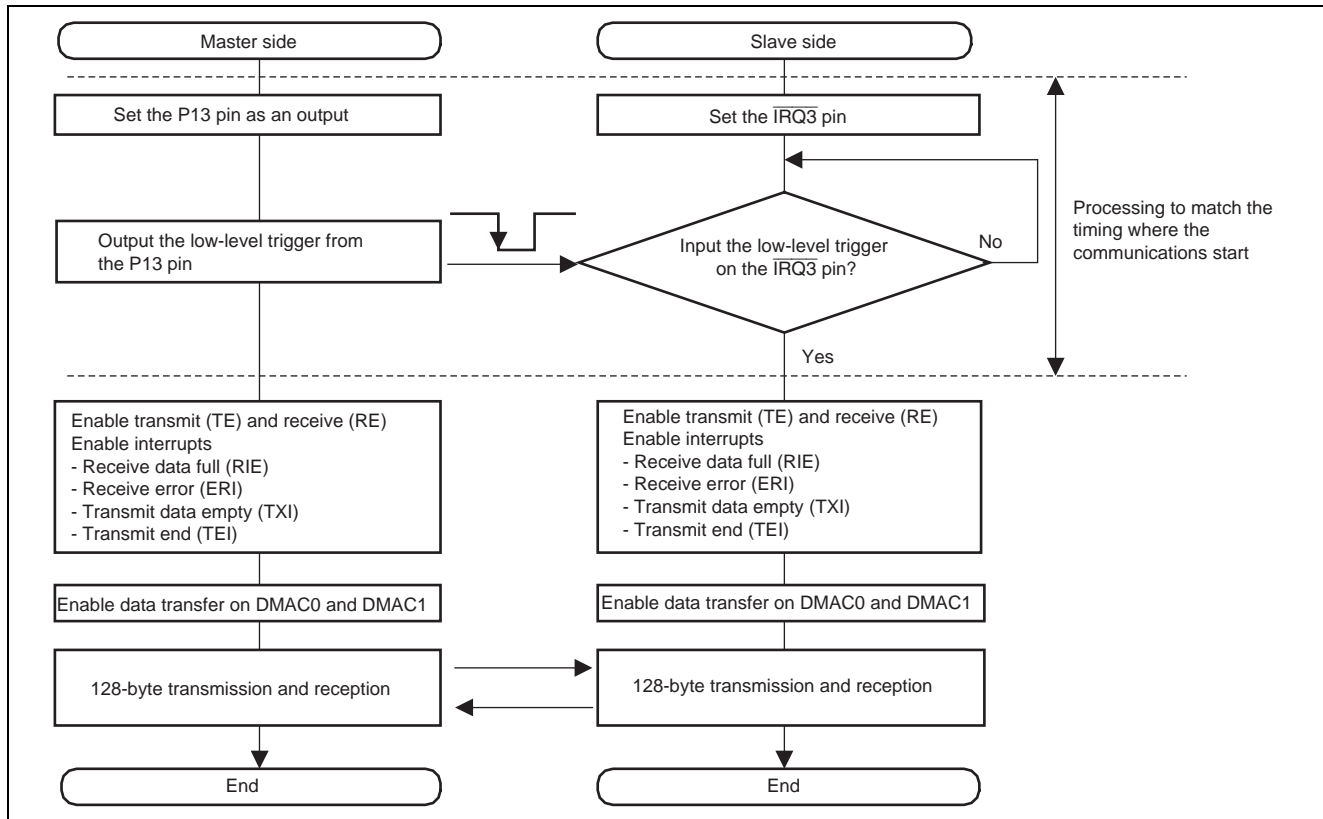 Master side
Slave side
Set the P13 pin as an output
Set the IRQ3 pin
Output the low-level trigger from
the P13 pin
Input the low-level trigger
on the IRQ3 pin?
No
Yes
Processing to match the
timing where the
communications start
Enable transmit (TE) and receive (RE)
Enable interrupts
- Receive data full (RIE)
- Receive error (ERI)
- Transmit data empty (TXI)
- Transmit end (TEI)
Enable transmit (TE) and receive (RE)
Enable interrupts
- Receive data full (RIE)
- Receive error (ERI)
- Transmit data empty (TXI)
- Transmit end (TEI)
Enable data transfer on DMAC0 and DMAC1
Enable data transfer on DMAC0 and DMAC1
128-byte transmission and reception
128-byte transmission and reception
End
End